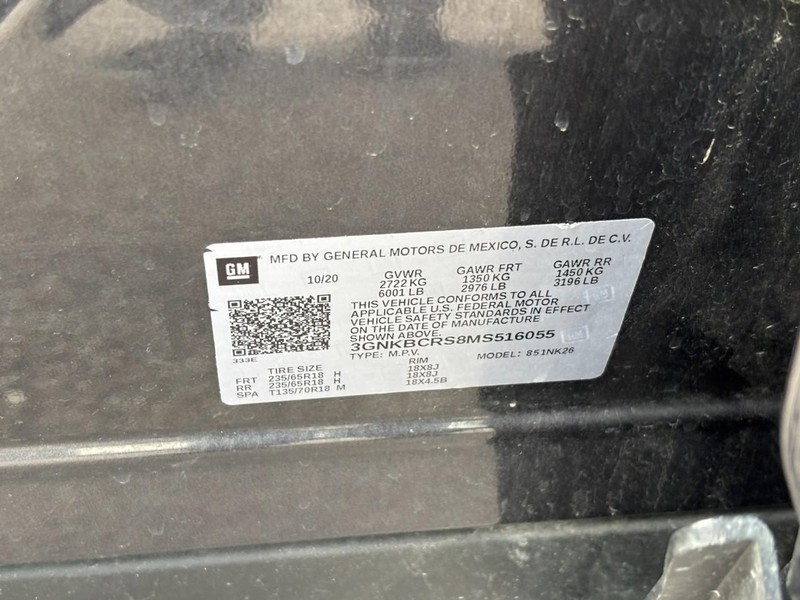 GM
MFD BY GENERAL MOTORS DE MEXICO, S. DE R.L. DE C.V.
10/20 GVWR GAWR FRT GAWR RR
2722 KG 1350 KG 1450 KG
6001 LB 2976 LB 3196 LB
THIS VEHICLE CONFORMS TO ALL
APPLICABLE U.S. FEDERAL MOTOR
VEHICLE SAFETY STANDARDS IN EFFECT
ON THE DATE OF MANUFACTURE
SHOWN ABOVE.
3GNKBCRS8MS516055
333E TYPE: M.P.V. MODEL: 851NK26
TIRE SIZE RIM
FRT 235/65R18 H 18X8J
RR 235/65R18 H 18X8J
SPA T135/70R18 M 18X4.5B